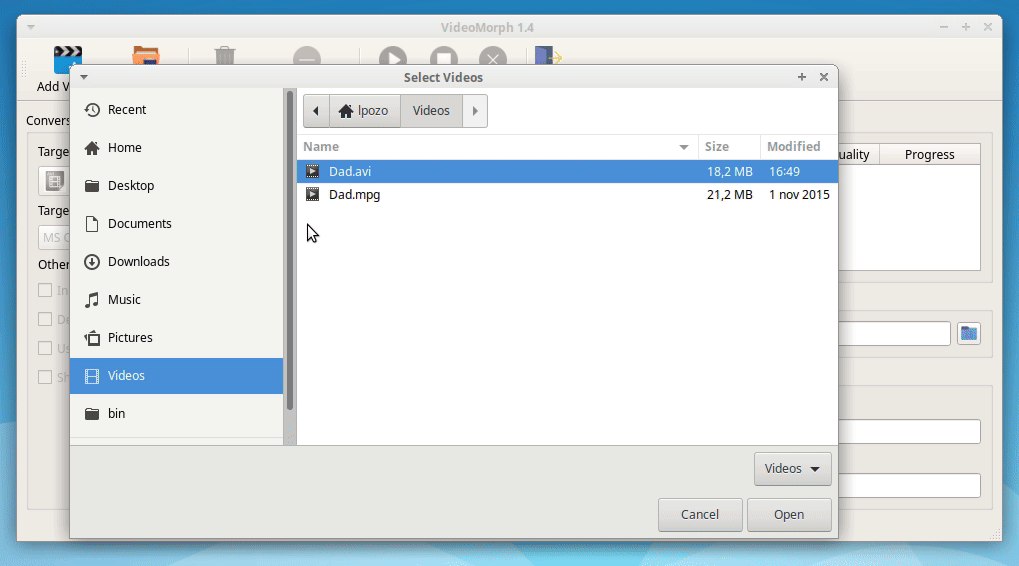 VideoMorph 1.4
Select Videos
Add V
Convers
Targe
Targe
MS
Other
In
De
Us
Sh
Recent
Home
Desktop
Documents
Downloads
Music
Pictures
Videos
bin
lpozo Videos
Name Size Modified
Dad.avi 18,2 MB 16:49
Dad.mpg 21,2 MB 1 nov 2015
uality Progress
Videos
Cancel Open